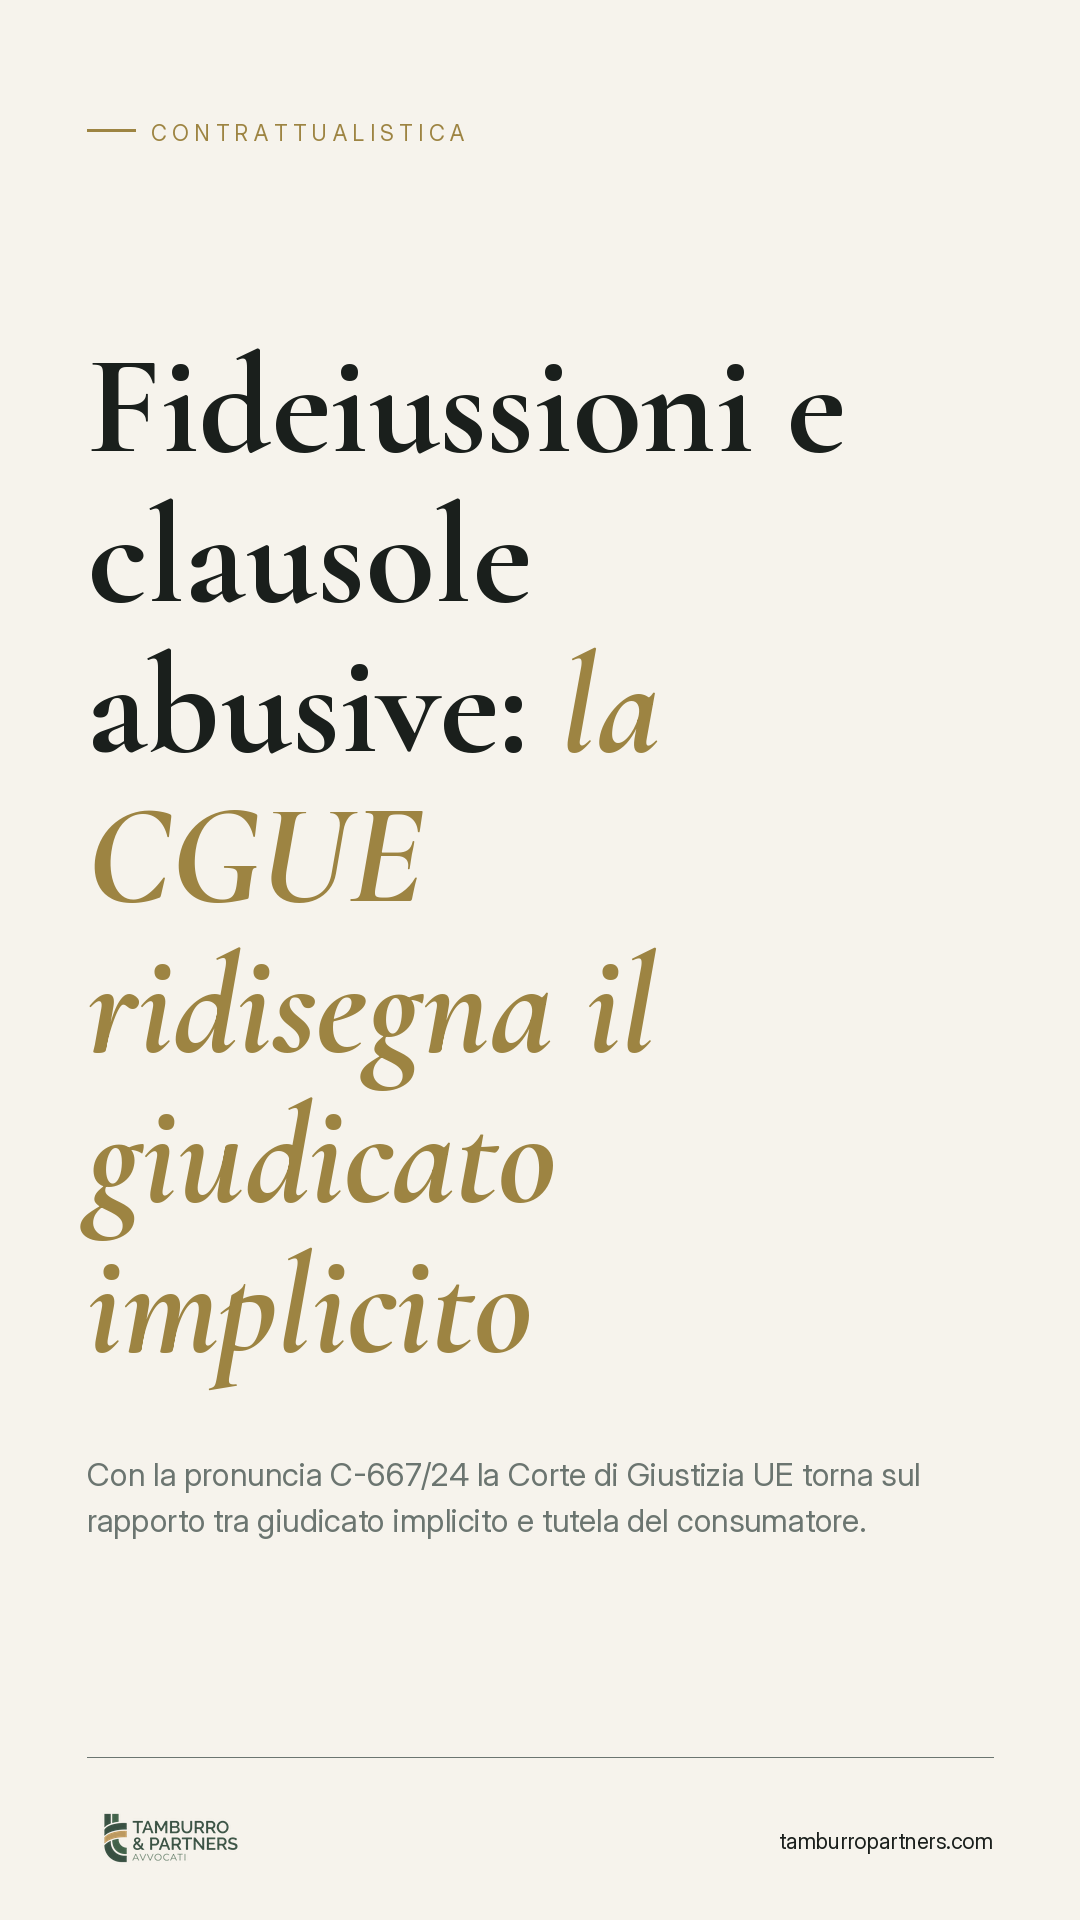 CONTRATTUALISTICA
Fideiussioni e
clausole
abusive: la
CGUE
ridisegna il
giudicato
implicito
Con la pronuncia C-667/24 la Corte di Giustizia UE torna sul
rapporto tra giudicato implicito e tutela del consumatore.
TAMBURRO
& PARTNERS
AVVOCATI
tamburropartners.com